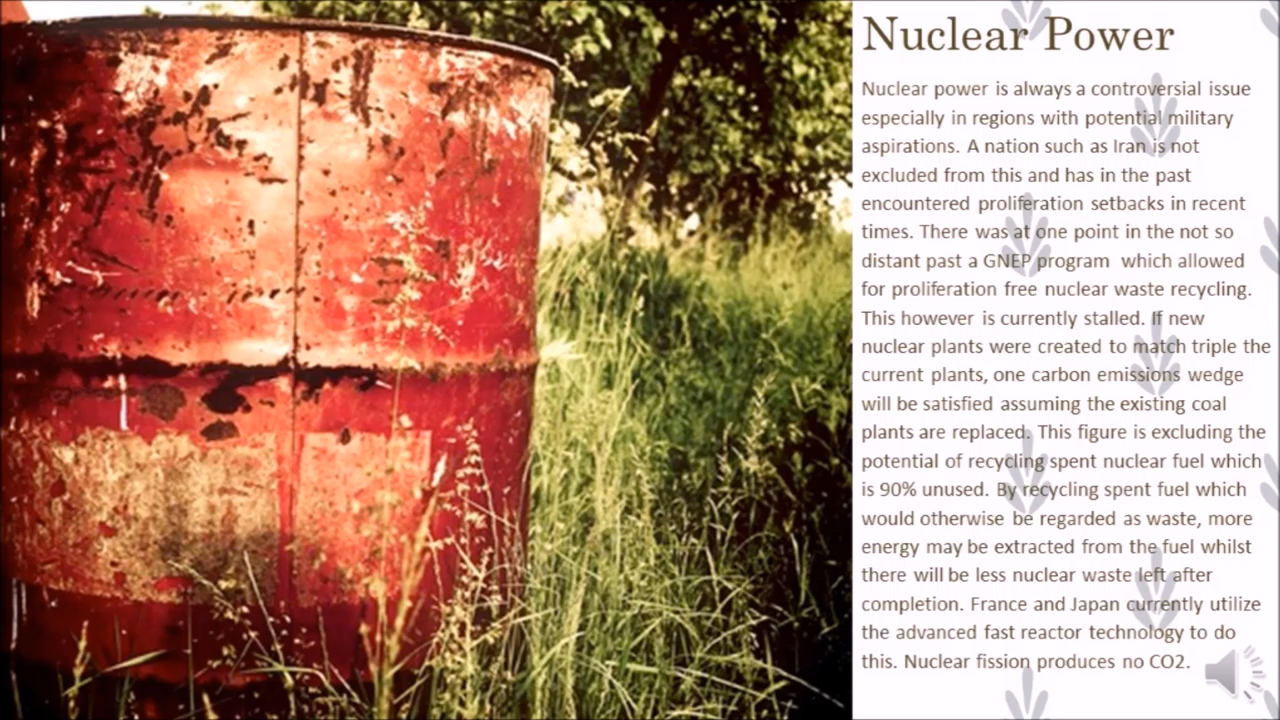 Nuclear Power
Nuclear power is always a controversial issue
especially in regions with potential military
aspirations. A nation such as Iran is not
excluded from this and has in the past
encountered proliferation setbacks in recent
times. There was at one point in the not so
distant past a GNEP program  which allowed
for proliferation free nuclear waste recycling.
This however is currently stalled. If new
nuclear plants were created to match triple the
current plants, one carbon emissions wedge
will be satisfied assuming the existing coal
plants are replaced. This figure is excluding the
potential of recycling spent nuclear fuel which
is 90% unused. By recycling spent fuel which
would otherwise be regarded as waste, more
energy may be extracted from the fuel whilst
there will be less nuclear waste left after
completion. France and Japan currently utilize
the advanced fast reactor technology to do
this. Nuclear fission produces no CO2.